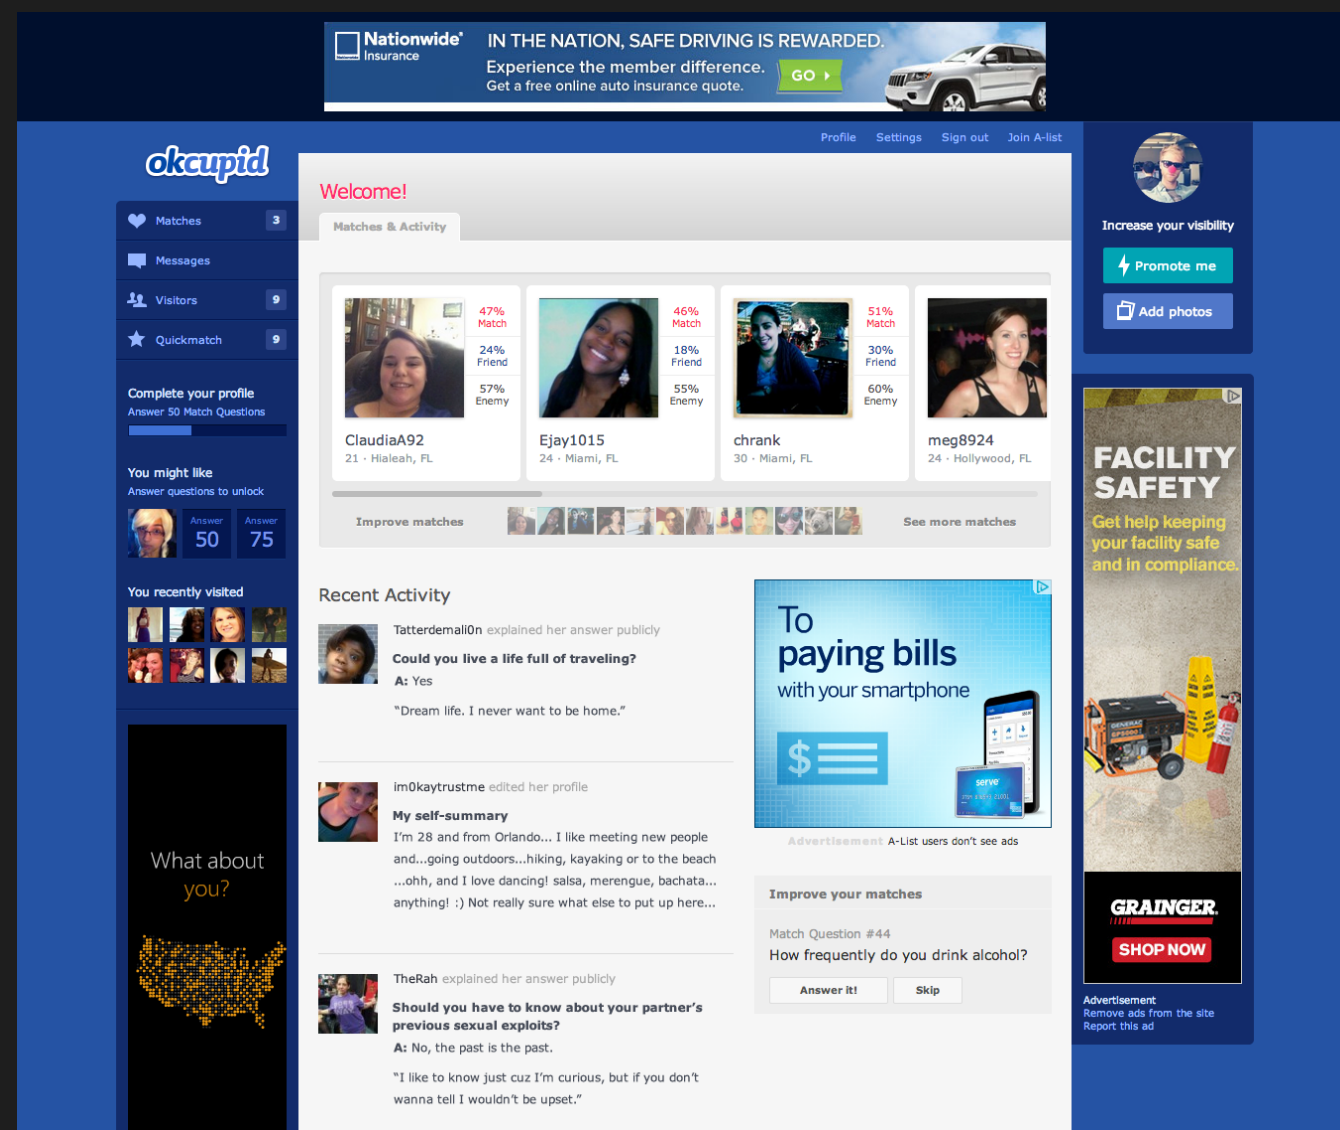 Nationwide®
Insurance
IN THE NATION, SAFE DRIVING IS REWARDED.
Experience the member difference.
Get a free online auto insurance quote.
GO
Profile
Settings
Sign out
Join A-list
okcupid
Matches
3
Messages
Visitors
9
Quickmatch
9
Complete your profile
Answer 50 Match Questions
You might like
Answer questions to unlock
Answer
50
Answer
75
You recently visited
What about
you?
Welcome!
Matches & Activity
47%
Match
24%
Friend
57%
Enemy
ClaudiaA92
21 · Hialeah, FL
46%
Match
18%
Friend
55%
Enemy
Ejay1015
24 · Miami, FL
51%
Match
30%
Friend
60%
Enemy
chrank
30 · Miami, FL
meg8924
24 · Hollywood, FL
Improve matches
See more matches
Recent Activity
Tatterdemali0n explained her answer publicly
Could you live a life full of traveling?
A: Yes
“Dream life. I never want to be home.”
im0kaytrustme edited her profile
My self-summary
I’m 28 and from Orlando... I like meeting new people
and...going outdoors...hiking, kayaking or to the beach
...ohh, and I love dancing! salsa, merengue, bachata...
anything! :) Not really sure what else to put up here...
TheRah explained her answer publicly
Should you have to know about your partner’s
previous sexual exploits?
A: No, the past is the past.
“I like to know just cuz I’m curious, but if you don’t
wanna tell I wouldn’t be upset.”
To
paying bills
with your smartphone
$
serve
Advertisement A-List users don’t see ads
Improve your matches
Match Question #44
How frequently do you drink alcohol?
Answer it!
Skip
Increase your visibility
Promote me
Add photos
FACILITY
SAFETY
Get help keeping
your facility safe
and in compliance.
GENERAC
GRAINGER.
SHOP NOW
Advertisement
Remove ads from the site
Report this ad